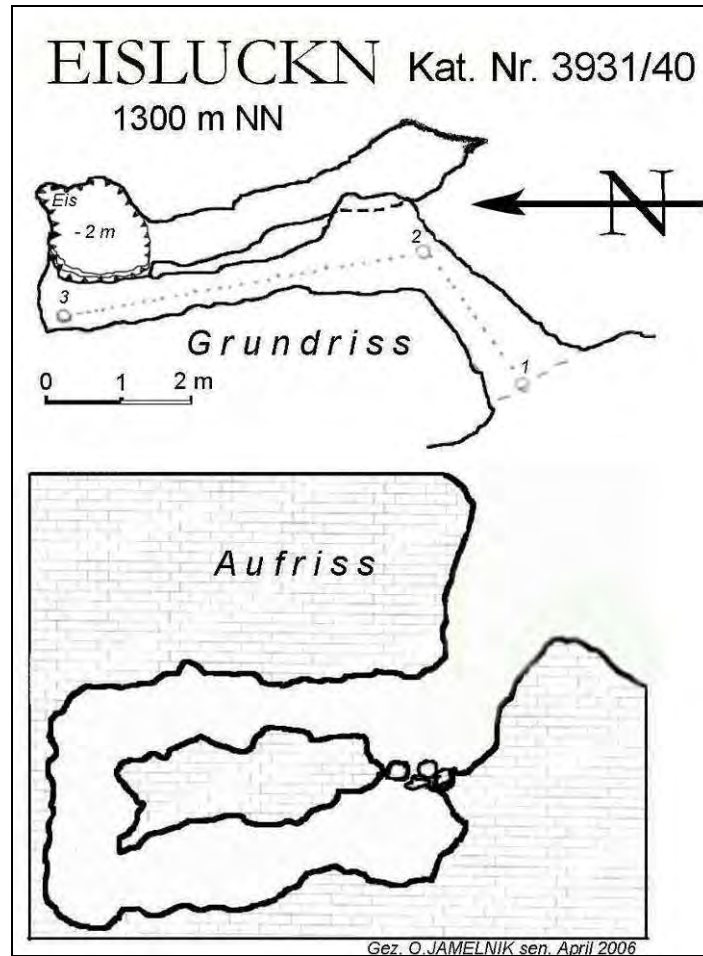 EISLUCKN Kat. Nr. 3931/40
1300 m NN
N
Eis
- 2 m
2
3
1
Grundriss
0 1 2 m
Aufriss
Gez. O.JAMELNIK sen. April 2006